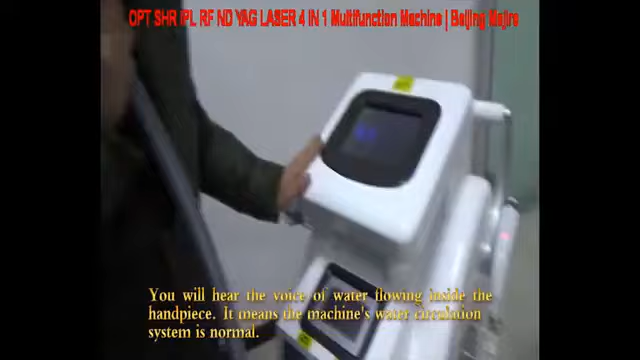 OPT SHR IPL RF ND YAG LASER 4 IN 1 Multifunction Machine | Beijing Mejire
You will hear the voice of water flowing inside the
handpiece. It means the machine's water circulation
system is normal.